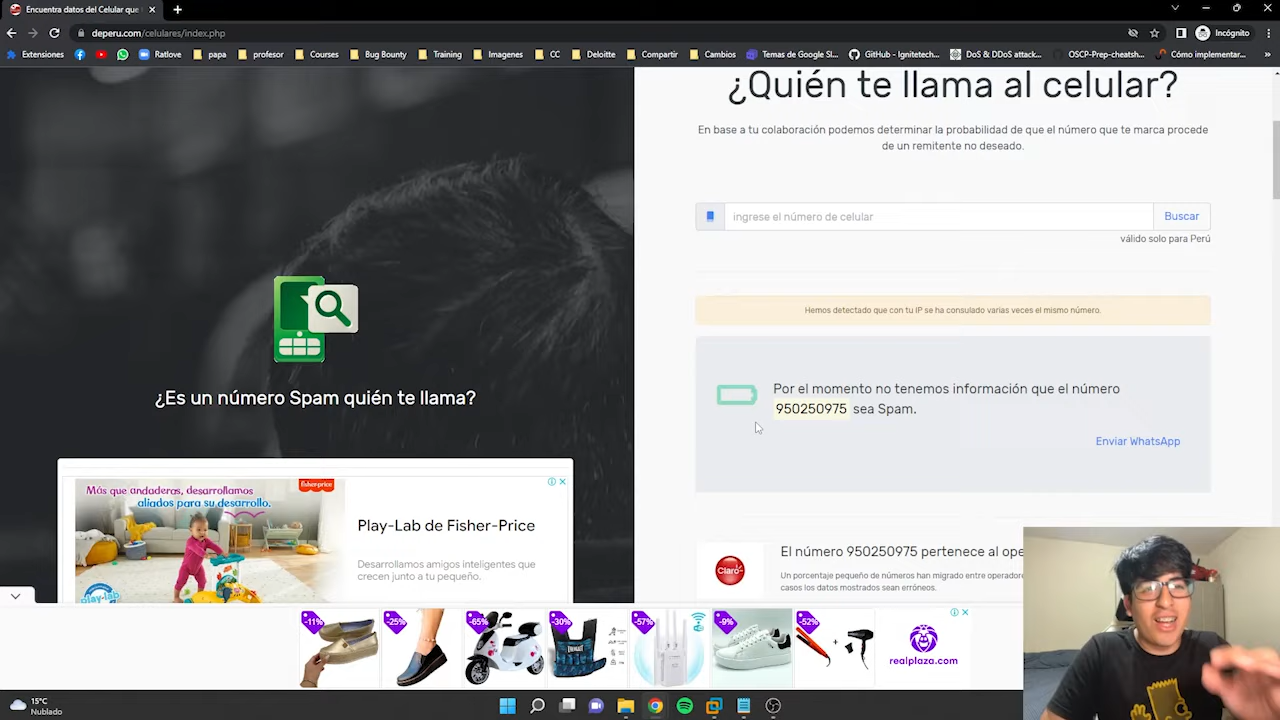 Encuentra datos del Celular que
deperu.com/celulares/index.php
Incógnito
Extensiones
Ratlove
papa
profesor
Courses
Bug Bounty
Training
Imagenes
CC
Deloitte
Compartir
Cambios
Temas de Google Sl...
GitHub - Ignitetech...
DoS & DDoS attack...
OSCP-Prep-cheatsh...
Cómo implementar...
¿Quién te llama al celular?
En base a tu colaboración podemos determinar la probabilidad de que el número que te marca procede
de un remitente no deseado.
ingrese el número de celular
Buscar
válido solo para Perú
Hemos detectado que con tu IP se ha consulado varias veces el mismo número.
Por el momento no tenemos información que el número
950250975 sea Spam.
Enviar WhatsApp
¿Es un número Spam quién te llama?
Más que andaderas, desarrollamos
aliados para su desarrollo.
Fisher-price
Play-Lab de Fisher-Price
Desarrollamos amigos inteligentes que
crecen junto a tu pequeño.
play-lab
Claro
El número 950250975 pertenece al ope
Un porcentaje pequeño de números han migrado entre operadore
casos los datos mostrados sean erróneos.
-11%
-25%
-65%
-30%
-57%
-9%
-52%
realplaza.com
15°C
Nublado